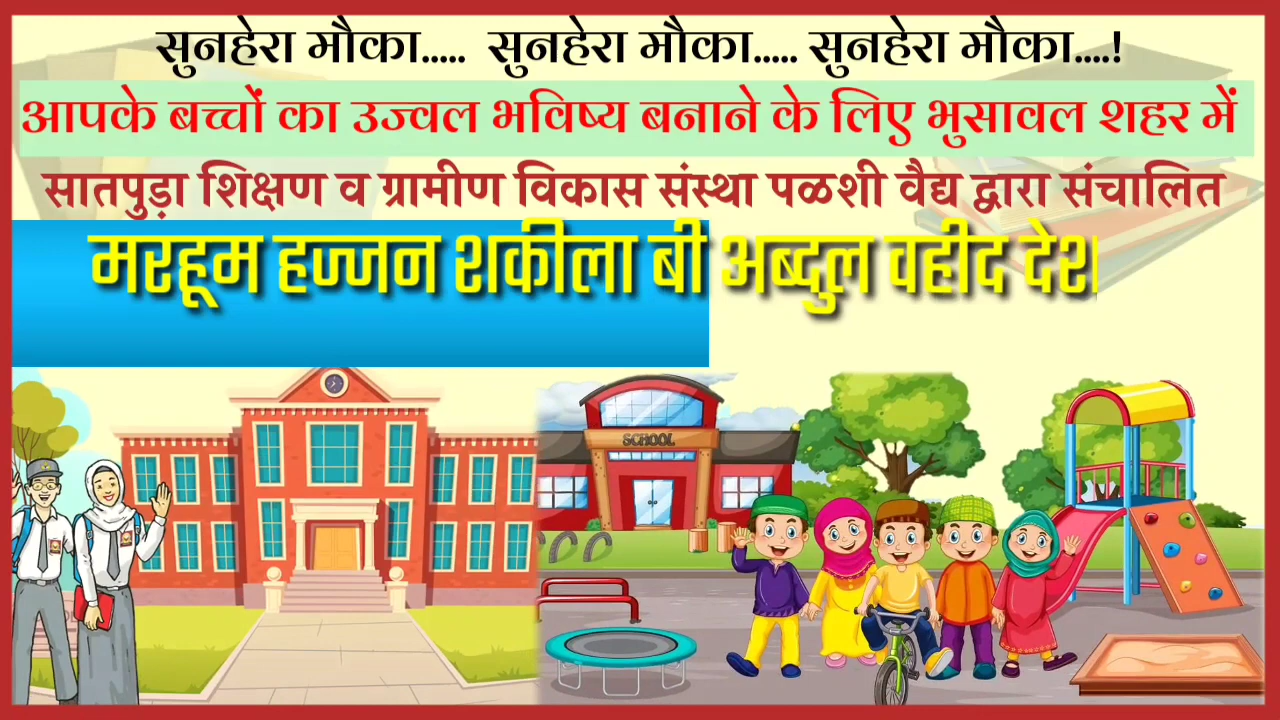 सुनहेरा मौका..... सुनहेरा मौका..... सुनहेरा मौका....!
आपके बच्चों का उज्वल भविष्य बनाने के लिए भुसावल शहर में
सातपुड़ा शिक्षण व ग्रामीण विकास संस्था पळशी वैद्य द्वारा संचालित
मरहूम हज्जन शकीला बी अब्दुल वहीद
SCHOOL